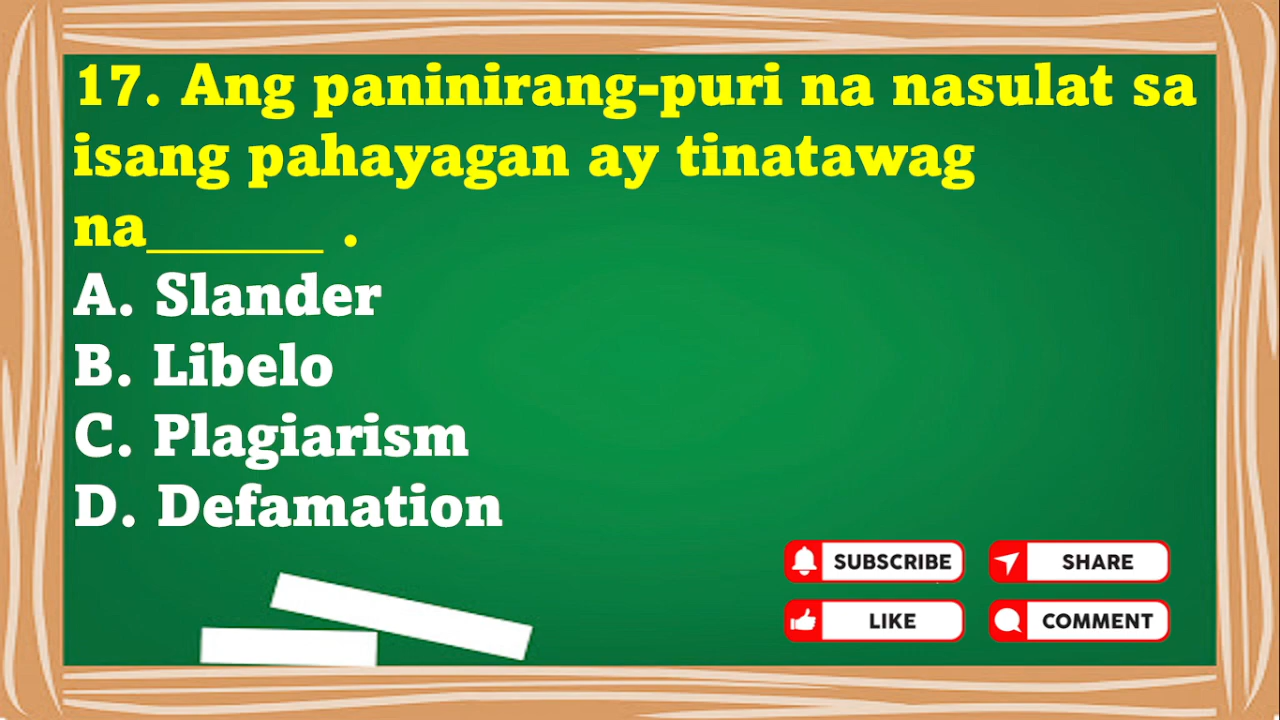 17. Ang paninirang-puri na nasulat sa
isang pahayagan ay tinatawag
na______ .
A. Slander
B. Libelo
C. Plagiarism
D. Defamation
SUBSCRIBE
SHARE
LIKE
COMMENT